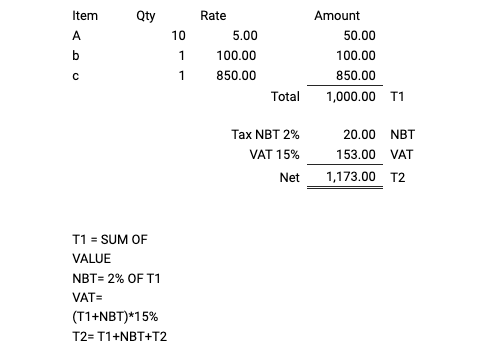 Item Qty Rate Amount
A 10 5.00 50.00
b 1 100.00 100.00
c 1 850.00 850.00
Total 1,000.00 T1
Tax NBT 2% 20.00 NBT
VAT 15% 153.00 VAT
Net 1,173.00 T2
T1 = SUM OF
VALUE
NBT= 2% OF T1
VAT=
(T1+NBT)*15%
T2= T1+NBT+T2